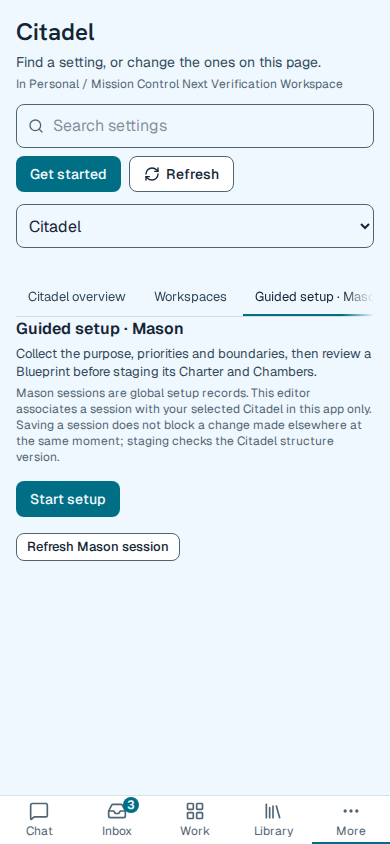 Citadel
Find a setting, or change the ones on this page.
In Personal / Mission Control Next Verification Workspace
Search settings
Get started
Refresh
Citadel
Citadel overview
Workspaces
Guided setup · Mas
Guided setup · Mason
Collect the purpose, priorities and boundaries, then review a
Blueprint before staging its Charter and Chambers.
Mason sessions are global setup records. This editor
associates a session with your selected Citadel in this app only.
Saving a session does not block a change made elsewhere at
the same moment; staging checks the Citadel structure
version.
Start setup
Refresh Mason session
3
Chat
Inbox
Work
Library
More